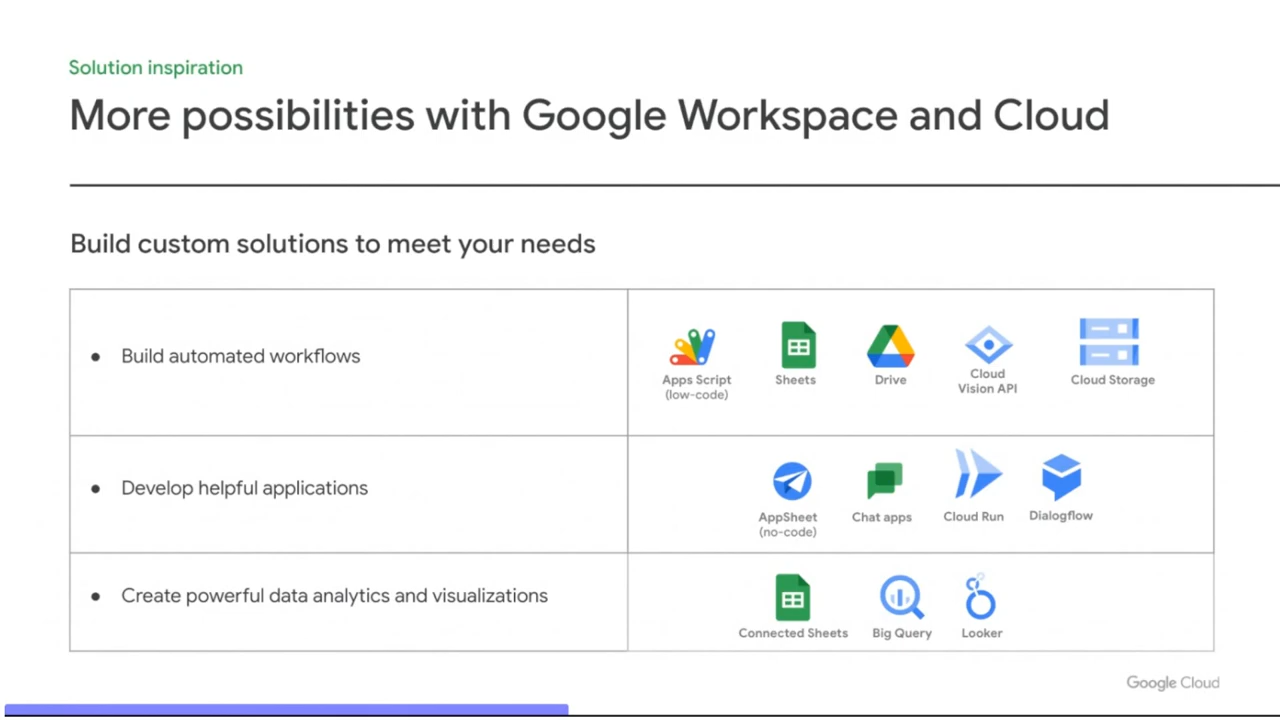 Solution inspiration
More possibilities with Google Workspace and Cloud
Build custom solutions to meet your needs
• Build automated workflows
Apps Script
(low-code)
Sheets
Drive
Cloud
Vision API
Cloud Storage
• Develop helpful applications
AppSheet
(no-code)
Chat apps
Cloud Run
Dialogflow
• Create powerful data analytics and visualizations
Connected Sheets
Big Query
Looker
Google Cloud